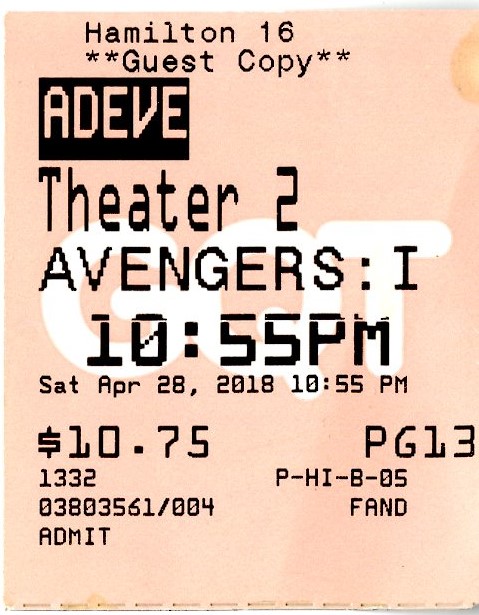 Hamilton 16
**Guest Copy**
ADEVE
Theater 2
AVENGERS:I
10:55PM
Sat Apr 28, 2018 10:55 PM
$10.75 PG13
1332 P-HI-B-05
03803561/004 FAND
ADMIT
GQT